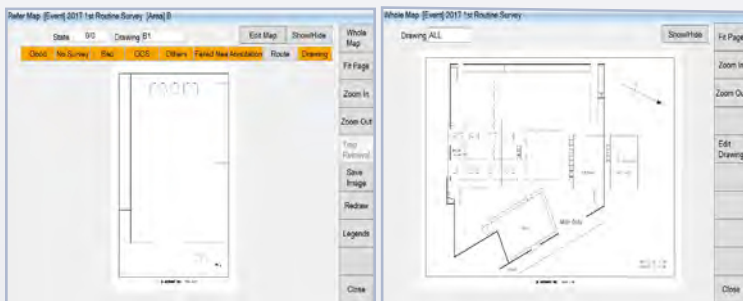 Refer Map [Event] 2017 1st Routine Survey [Area] B
State 0/0 Drawing B1 Edit Map Show/Hide
Good No Survey Bad OOS Others Annotation Route Drawing
Whole Map
Fit Page
Zoom In
Zoom Out
Trap
Save Image
Redraw
Legends
Close
Whole Map [Event] 2017 1st Routine Survey
Drawing ALL Show/Hide
Fit Page
Zoom In
Zoom Out
Edit Drawing
Main Body
Close